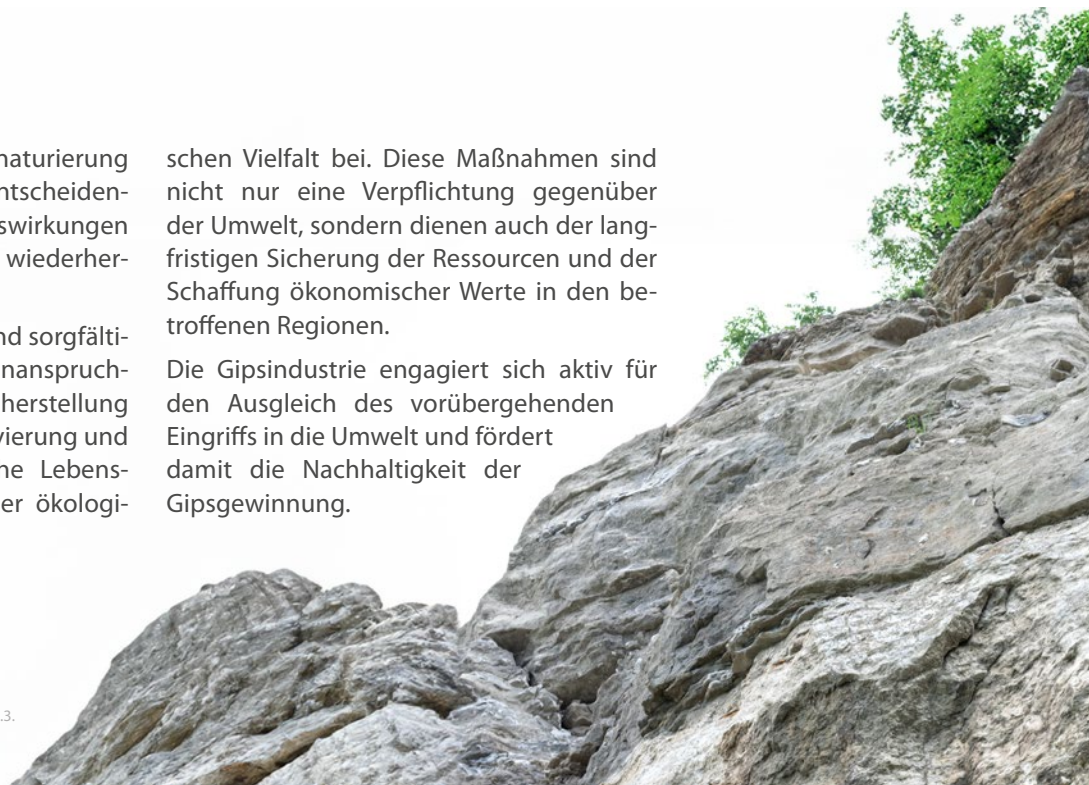 naturierung
ntscheiden-
swirkungen
wiederher-
nd sorgfälti-
nanspruch-
herstellung
vierung und
ne Lebens-
er ökologi-
schen Vielfalt bei. Diese Maßnahmen sind
nicht nur eine Verpflichtung gegenüber
der Umwelt, sondern dienen auch der lang-
fristigen Sicherung der Ressourcen und der
Schaffung ökonomischer Werte in den be-
troffenen Regionen.
Die Gipsindustrie engagiert sich aktiv für
den Ausgleich des vorübergehenden
Eingriffs in die Umwelt und fördert
damit die Nachhaltigkeit der
Gipsgewinnung.
.3.